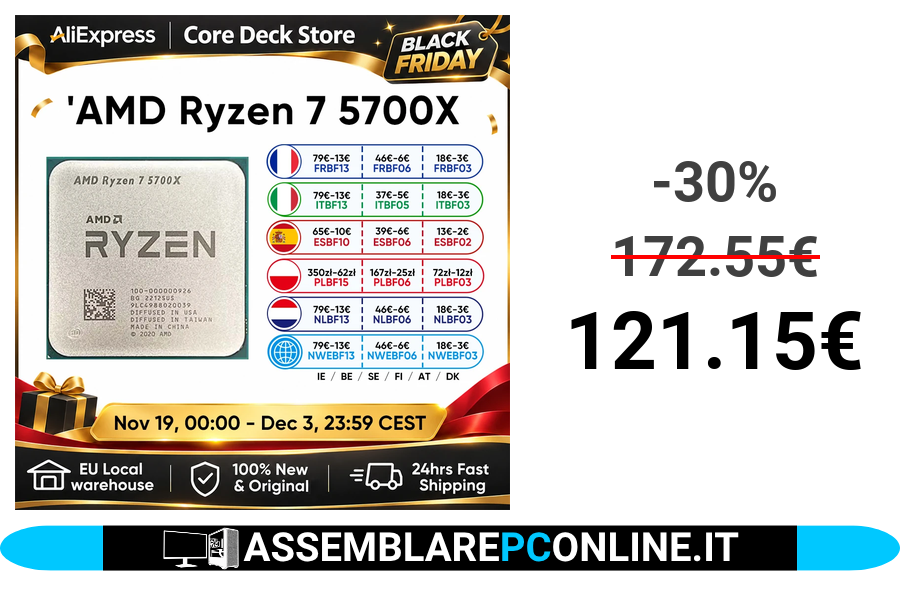 AliExpress
Core Deck Store
BLACK
FRIDAY
'AMD Ryzen 7 5700X
AMD Ryzen 7 5700X
AMD
RYZEN
100-000000926
BG 2212SUS
9LC4988O20039
DIFFUSED IN USA
DIFFUSED IN TAIWAN
MADE IN CHINA
© 2020 AMD
79€-13€ 46€-6€ 18€-3€
FRBF13 FRBF06 FRBF03
79€-13€ 37€-5€ 18€-3€
ITBF13 ITBF05 ITBF03
65€-10€ 39€-6€ 13€-2€
ESBF10 ESBF06 ESBF02
350zł-62zł 167zł-25zł 72zł-12zł
PLBF15 PLBF06 PLBF03
79€-13€ 46€-6€ 18€-3€
NLBF13 NLBF06 NLBF03
79€-13€ 46€-6€ 18€-3€
NWEBF13 NWEBF06 NWEBF03
IE / BE / SE / FI / AT / DK
Nov 19, 00:00 - Dec 3, 23:59 CEST
EU Local
warehouse
100% New
& Original
24hrs Fast
Shipping
-30%
172.55€
121.15€
ASSEMBLAREPCONLINE.IT